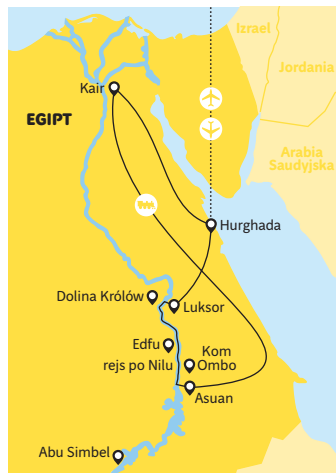 Izrael
Jordania
Kair
EGIPT
Arabia
Saudyjska
Hurghada
Dolina Królów
Luksor
Edfu
Kom
Ombo
rejs po Nilu
Asuan
Abu Simbel